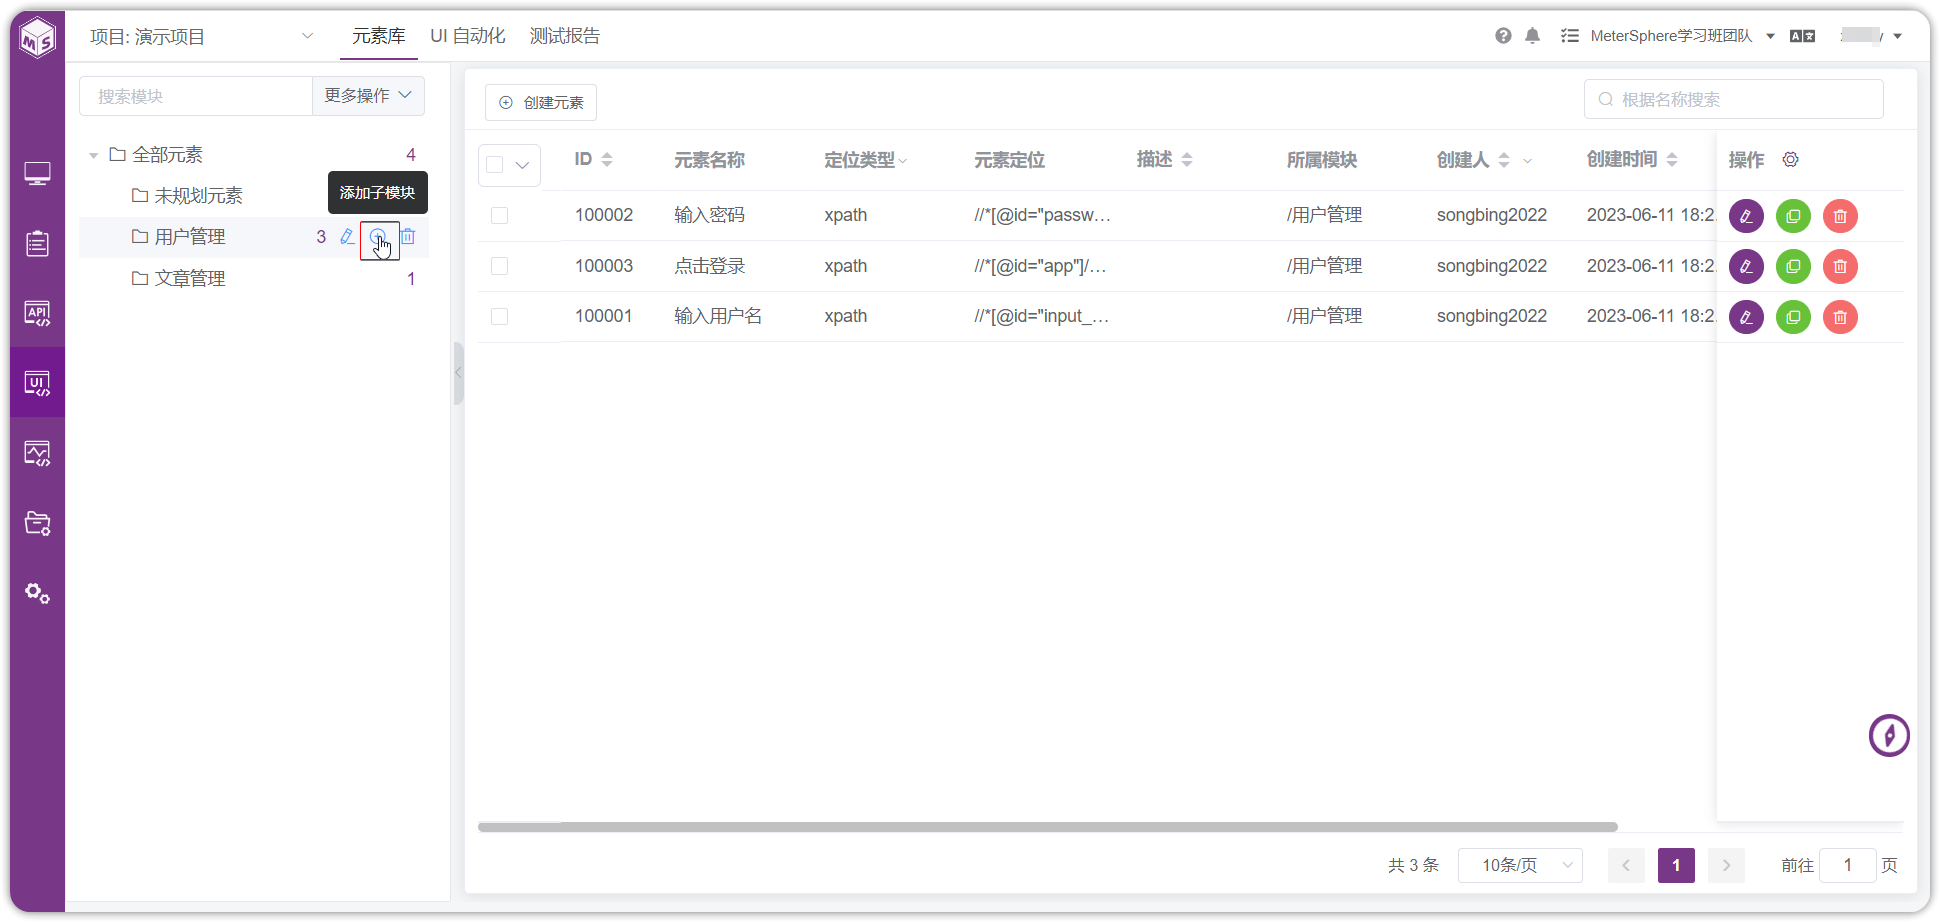 MS
项目: 演示项目
元素库
UI 自动化
测试报告
MeterSphere学习班团队
搜索模块
更多操作
全部元素
4
未规划元素
添加子模块
用户管理
3
文章管理
1
API
UI
创建元素
根据名称搜索
ID 元素名称 定位类型 元素定位 描述 所属模块 创建人 创建时间 操作
100002 输入密码 xpath //*[@id="passw... /用户管理 songbing2022 2023-06-11 18:2.
100003 点击登录 xpath //*[@id="app"]/... /用户管理 songbing2022 2023-06-11 18:2.
100001 输入用户名 xpath //*[@id="input_... /用户管理 songbing2022 2023-06-11 18:2.
共 3 条
10条/页
1
前往 1 页